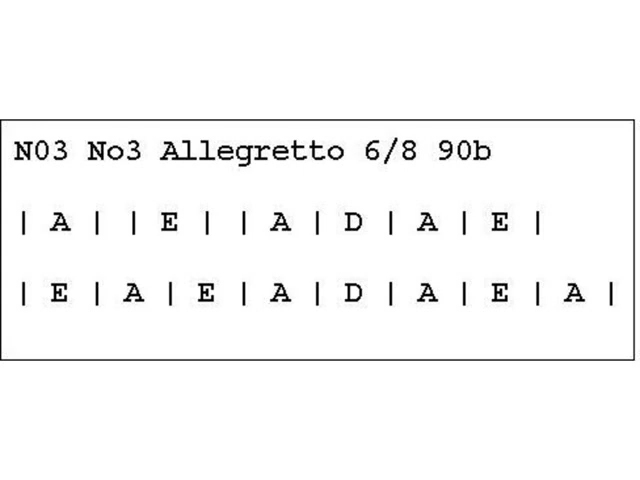 N03 No3 Allegretto 6/8 90b
| A | | E | | A | D | A | E |
| E | A | E | A | D | A | E | A |